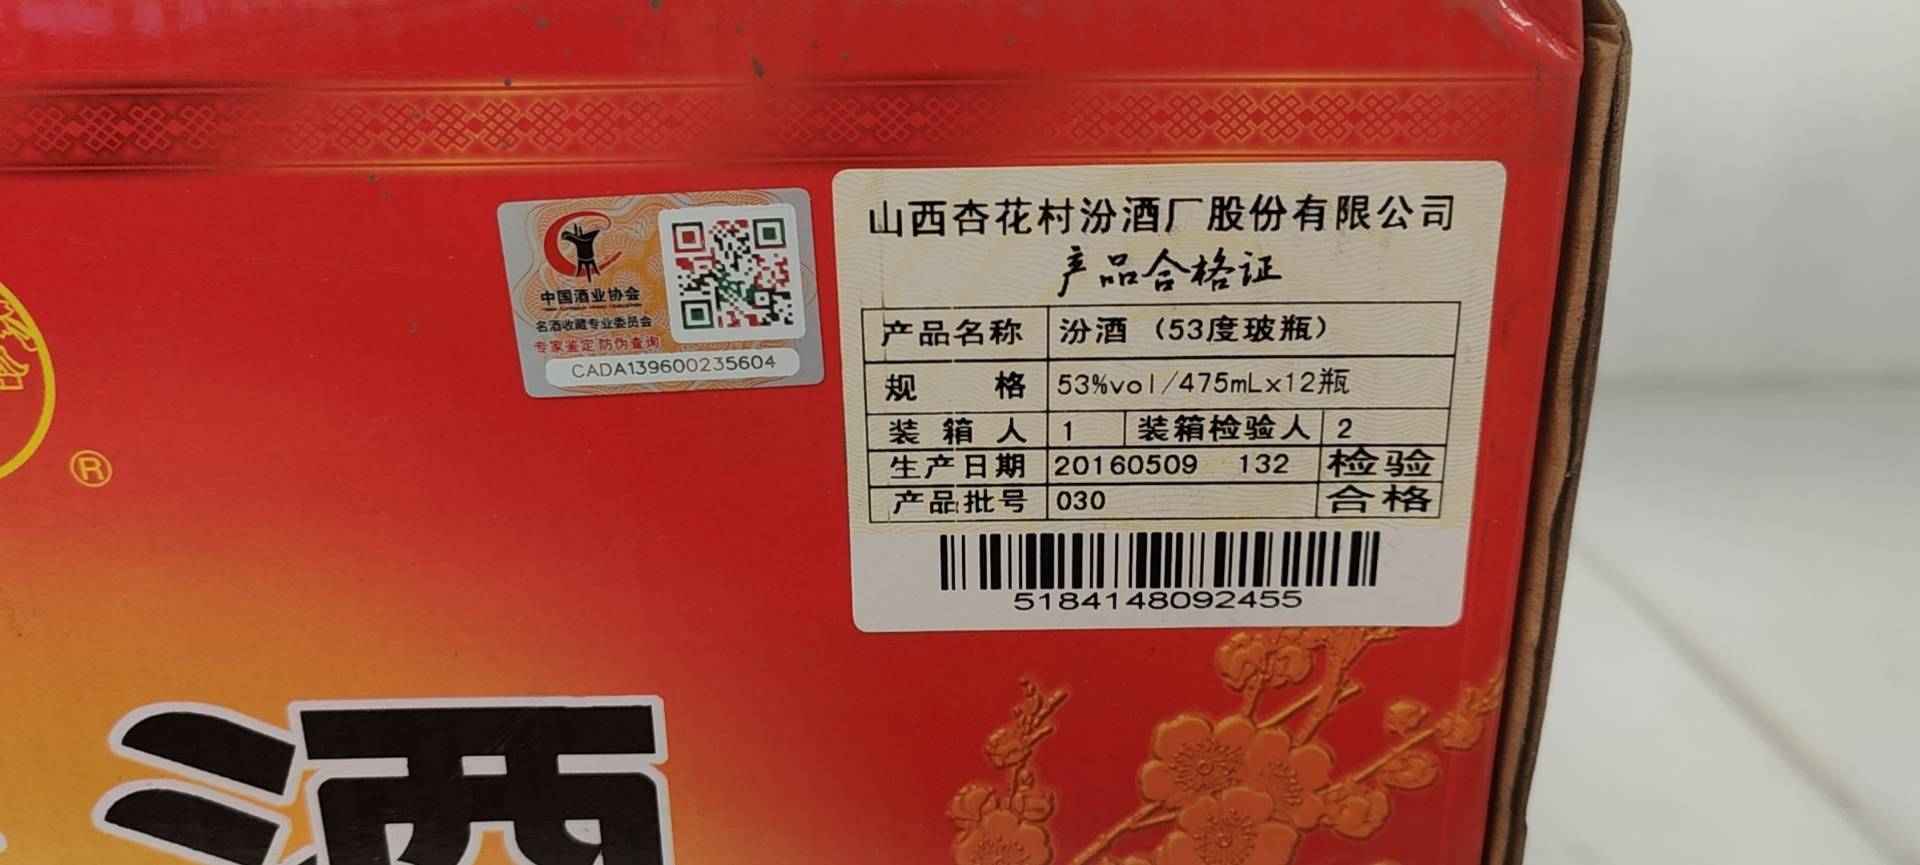 中国酒业协会
名酒收藏专业委员会
专家鉴定 防伪查询
CADA139600235604
山西杏花村汾酒厂股份有限公司
产品合格证
产品名称 汾酒（53度玻瓶）
规 格 53%vol/475mLx12瓶
装箱人 1 装箱检验人 2
生产日期 20160509 132 检验
产品批号 030 合格
5184148092455
®
酒